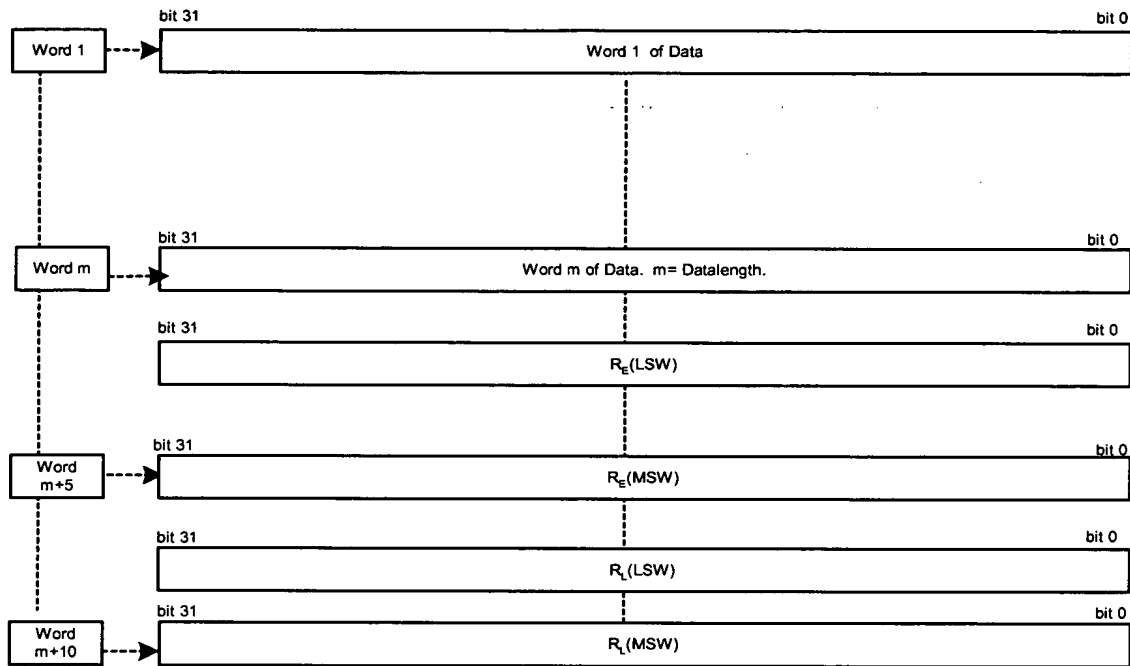 bit 31 bit 0
Word 1 Word 1 of Data
bit 31 bit 0
Word m Word m of Data. m= Datalength.
bit 31 bit 0
R_E(LSW)
bit 31 bit 0
Word
m+5
R_E(MSW)
bit 31 bit 0
R_L(LSW)
bit 31 bit 0
Word
m+10
R_L(MSW)